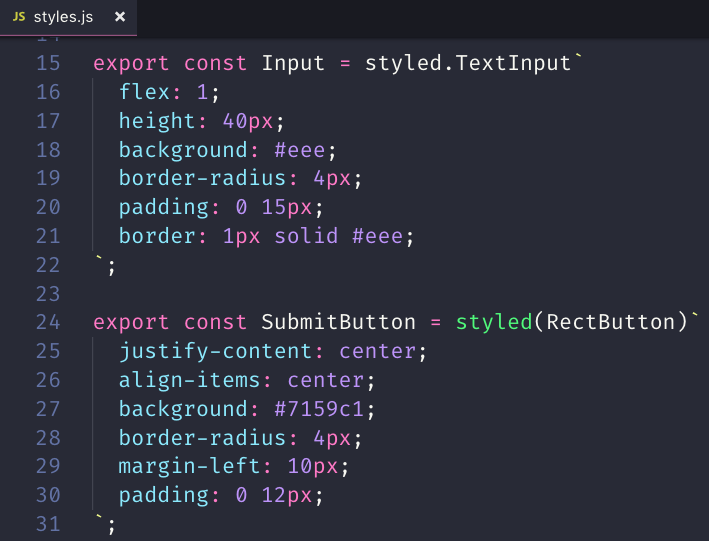 JS styles.js ×
14
15 export const Input = styled.TextInput`
16 flex: 1;
17 height: 40px;
18 background: #eee;
19 border-radius: 4px;
20 padding: 0 15px;
21 border: 1px solid #eee;
22 `;
23
24 export const SubmitButton = styled(RectButton)`
25 justify-content: center;
26 align-items: center;
27 background: #7159c1;
28 border-radius: 4px;
29 margin-left: 10px;
30 padding: 0 12px;
31 `;